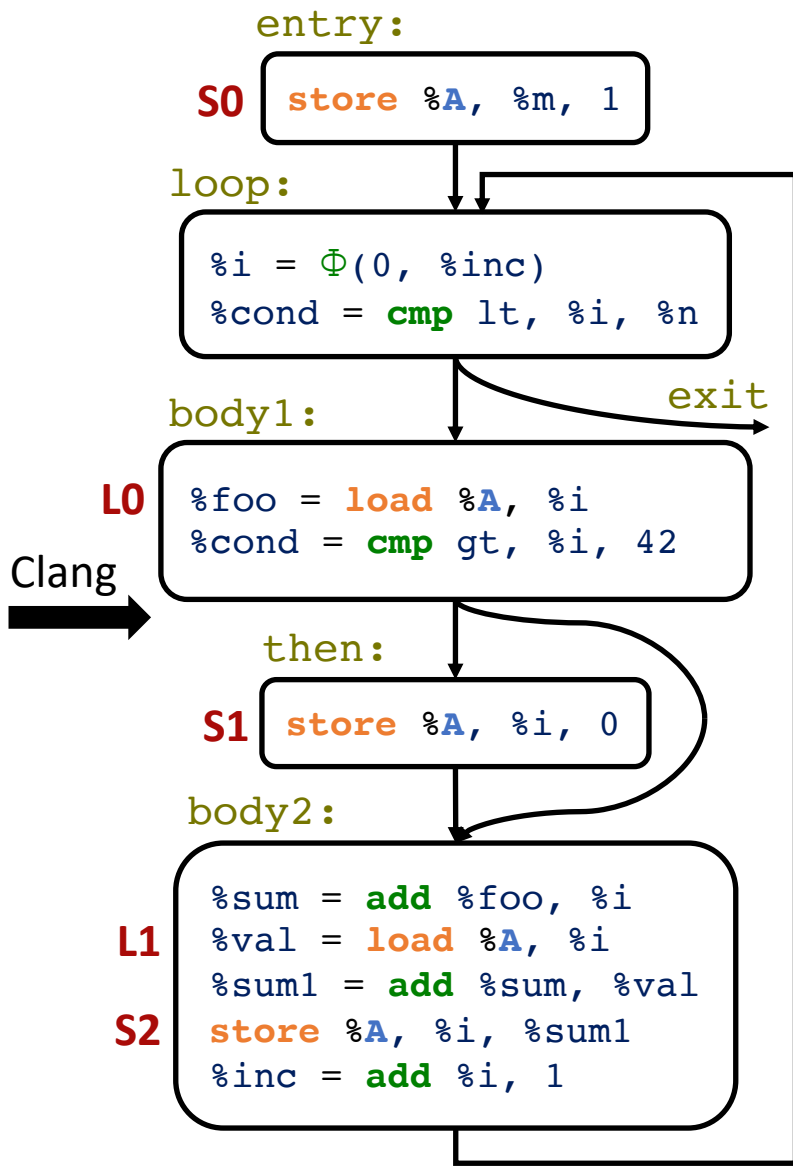 entry:
S0 store %A, %m, 1
loop:
%i = Φ(0, %inc)
%cond = cmp lt, %i, %n
exit
body1:
L0 %foo = load %A, %i
%cond = cmp gt, %i, 42
Clang
then:
S1 store %A, %i, 0
body2:
%sum = add %foo, %i
L1 %val = load %A, %i
%sum1 = add %sum, %val
S2 store %A, %i, %sum1
%inc = add %i, 1